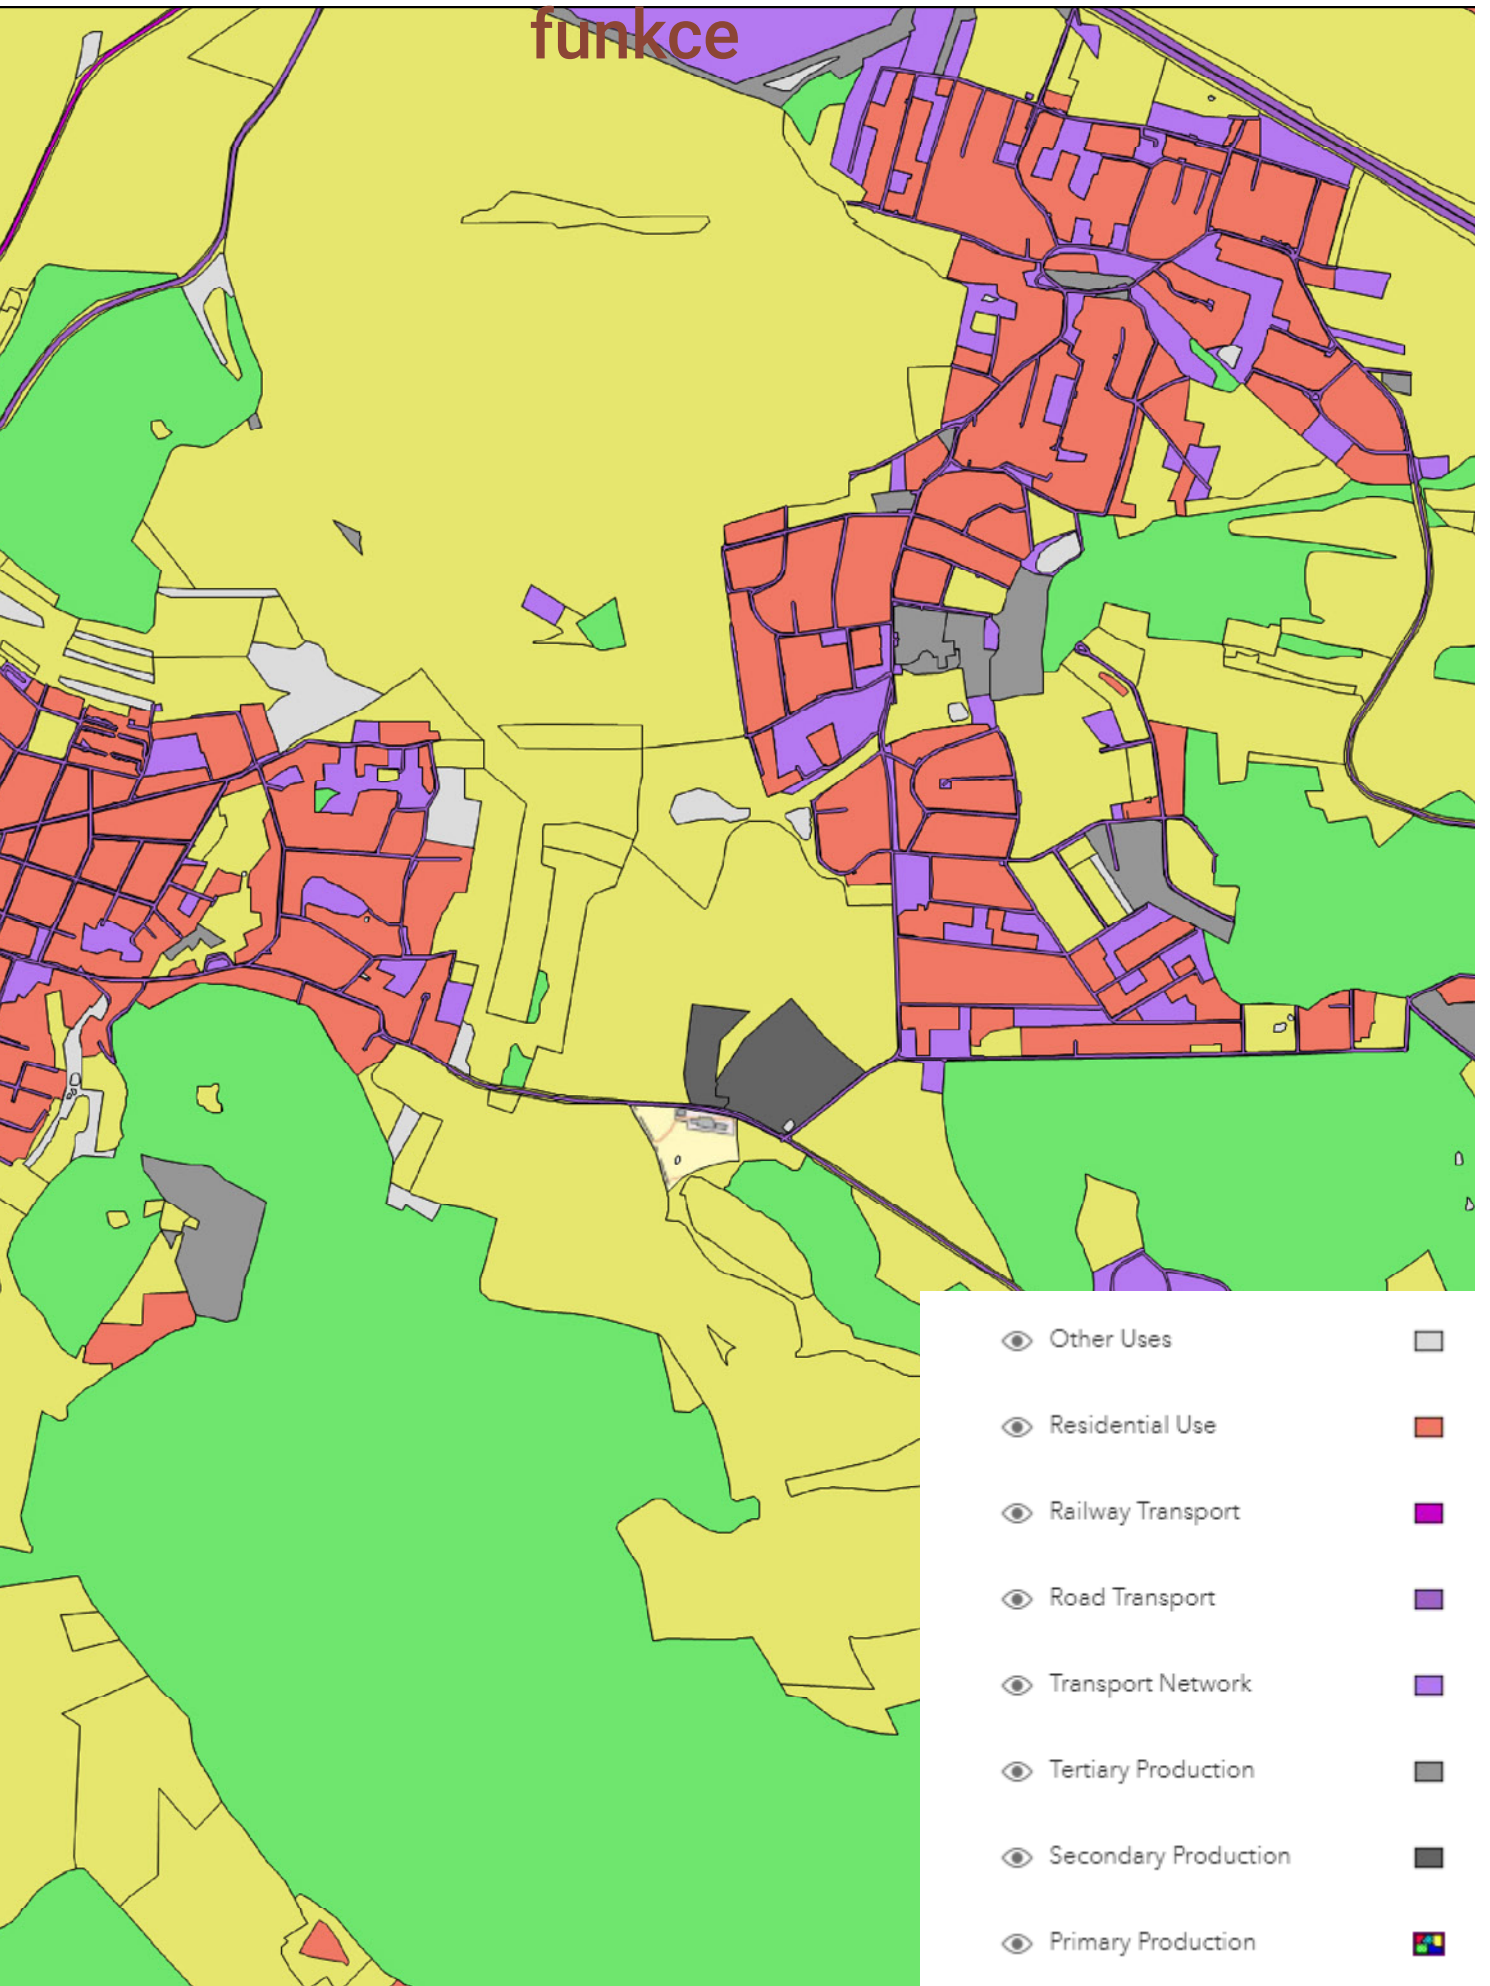 funkce
Other Uses
Residential Use
Railway Transport
Road Transport
Transport Network
Tertiary Production
Secondary Production
Primary Production